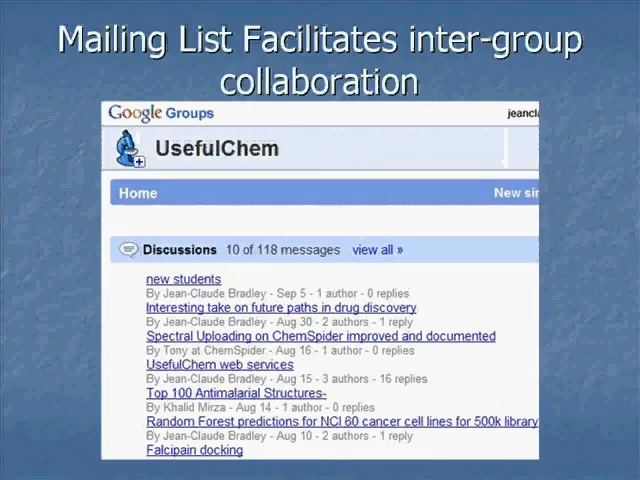 Mailing List Facilitates inter-group
collaboration
Google Groups
jeancla
UsefulChem
Home
New sir
Discussions 10 of 118 messages view all »
new students
By Jean-Claude Bradley - Sep 5 - 1 author - 0 replies
Interesting take on future paths in drug discovery
By Jean-Claude Bradley - Aug 30 - 2 authors - 1 reply
Spectral Uploading on ChemSpider improved and documented
By Tony at ChemSpider - Aug 16 - 1 author - 0 replies
UsefulChem web services
By Jean-Claude Bradley - Aug 15 - 3 authors - 16 replies
Top 100 Antimalarial Structures-
By Khalid Mirza - Aug 14 - 1 author - 0 replies
Random Forest predictions for NCI 60 cancer cell lines for 500k library
By Jean-Claude Bradley - Aug 10 - 2 authors - 1 reply
Falcipain docking